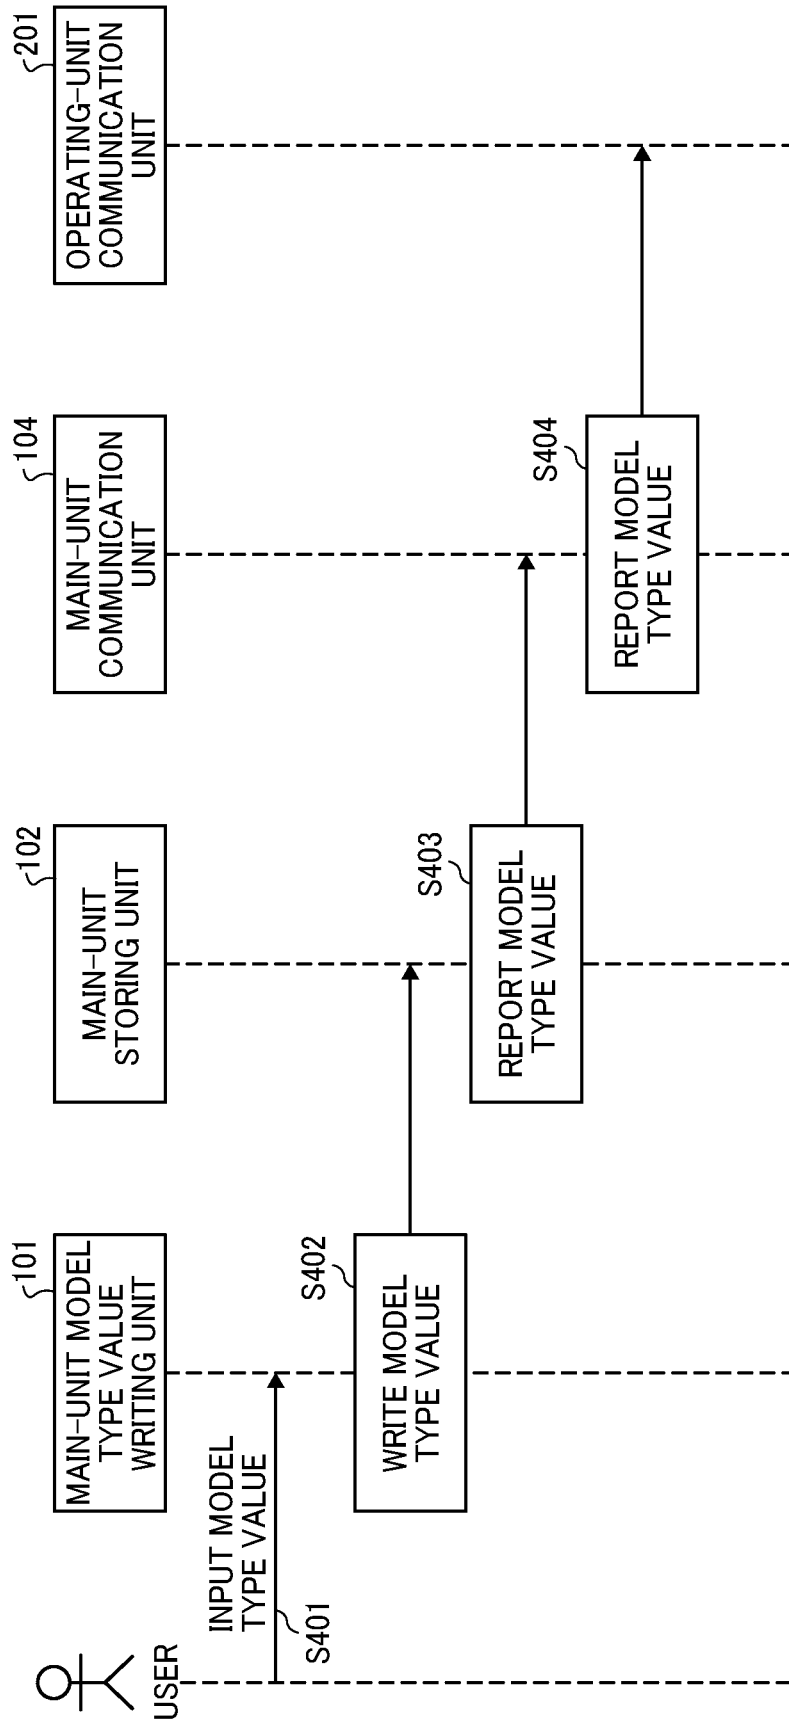 USER
101
MAIN-UNIT MODEL
TYPE VALUE
WRITING UNIT
102
MAIN-UNIT
STORING UNIT
104
MAIN-UNIT
COMMUNICATION
UNIT
201
OPERATING-UNIT
COMMUNICATION
UNIT
INPUT MODEL
TYPE VALUE
S401
S402
WRITE MODEL
TYPE VALUE
S403
REPORT MODEL
TYPE VALUE
S404
REPORT MODEL
TYPE VALUE